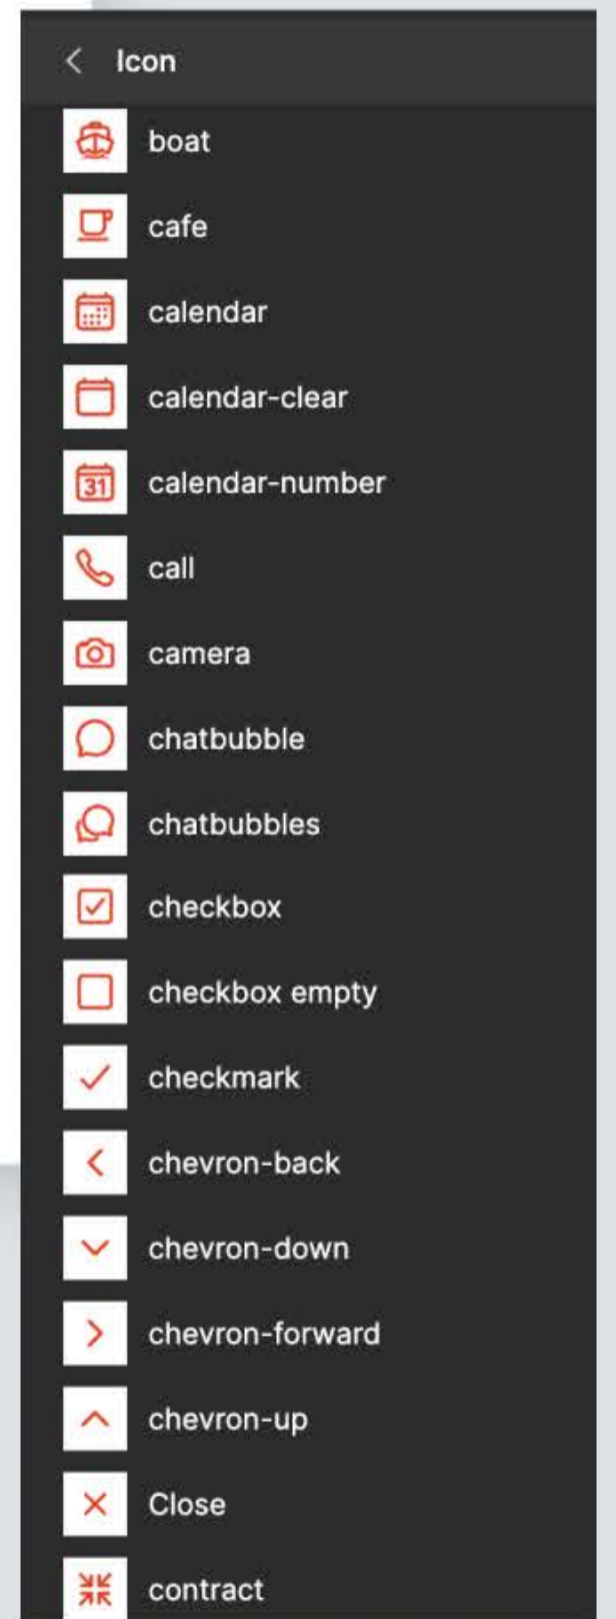 Icon
boat
cafe
calendar
calendar-clear
31
calendar-number
call
camera
chatbubble
chatbubbles
checkbox
checkbox empty
checkmark
chevron-back
chevron-down
chevron-forward
chevron-up
Close
contract